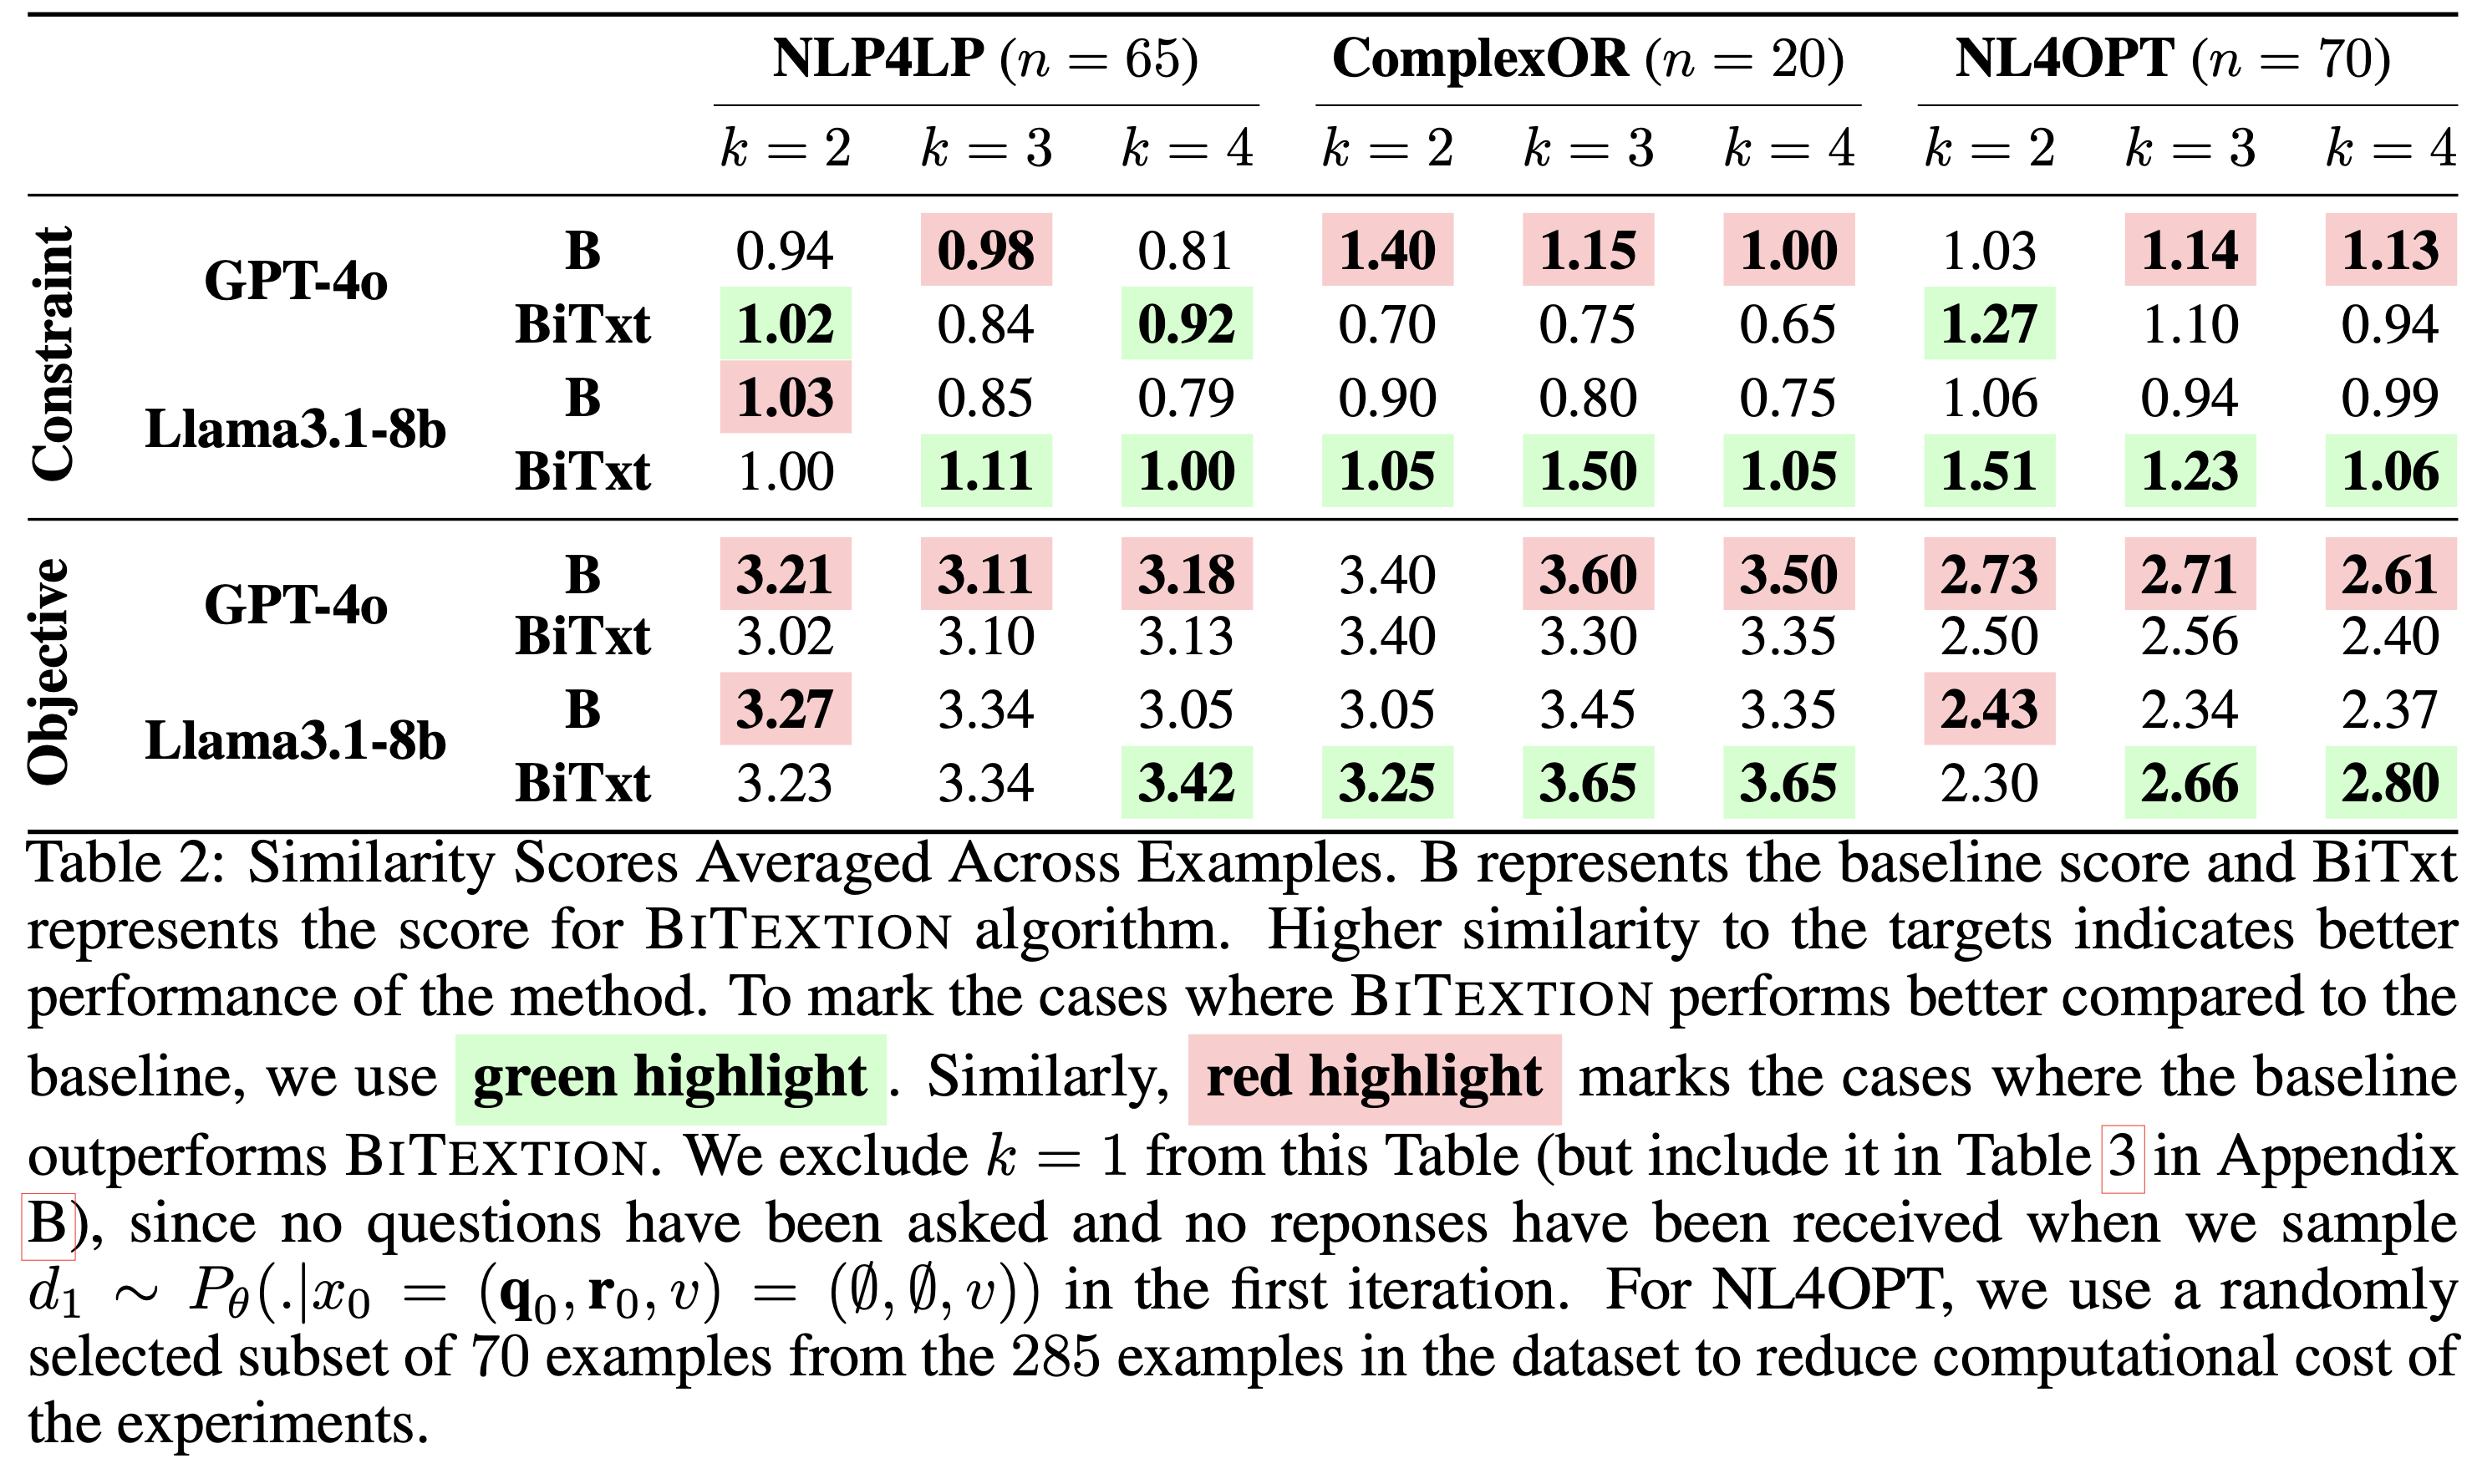 NLP4LP (n = 65) ComplexOR (n = 20) NL4OPT (n = 70)
k = 2 k = 3 k = 4 k = 2 k = 3 k = 4 k = 2 k = 3 k = 4
Constraint
GPT-4o
B 0.94 0.98 0.81 1.40 1.15 1.00 1.03 1.14 1.13
BiTxt 1.02 0.84 0.92 0.70 0.75 0.65 1.27 1.10 0.94
Llama3.1-8b
B 1.03 0.85 0.79 0.90 0.80 0.75 1.06 0.94 0.99
BiTxt 1.00 1.11 1.00 1.05 1.50 1.05 1.51 1.23 1.06
Objective
GPT-4o
B 3.21 3.11 3.18 3.40 3.60 3.50 2.73 2.71 2.61
BiTxt 3.02 3.10 3.13 3.40 3.30 3.35 2.50 2.56 2.40
Llama3.1-8b
B 3.27 3.34 3.05 3.05 3.45 3.35 2.43 2.34 2.37
BiTxt 3.23 3.34 3.42 3.25 3.65 3.65 2.30 2.66 2.80
Table 2: Similarity Scores Averaged Across Examples. B represents the baseline score and BiTxt
represents the score for BITEXTION algorithm. Higher similarity to the targets indicates better
performance of the method. To mark the cases where BITEXTION performs better compared to the
baseline, we use green highlight . Similarly, red highlight marks the cases where the baseline
outperforms BITEXTION. We exclude k = 1 from this Table (but include it in Table 3 in Appendix
B), since no questions have been asked and no reponses have been received when we sample
d₁ ∼ P_θ(.|x₀ = (q₀, r₀, v) = (∅, ∅, v)) in the first iteration. For NL4OPT, we use a randomly
selected subset of 70 examples from the 285 examples in the dataset to reduce computational cost of
the experiments.